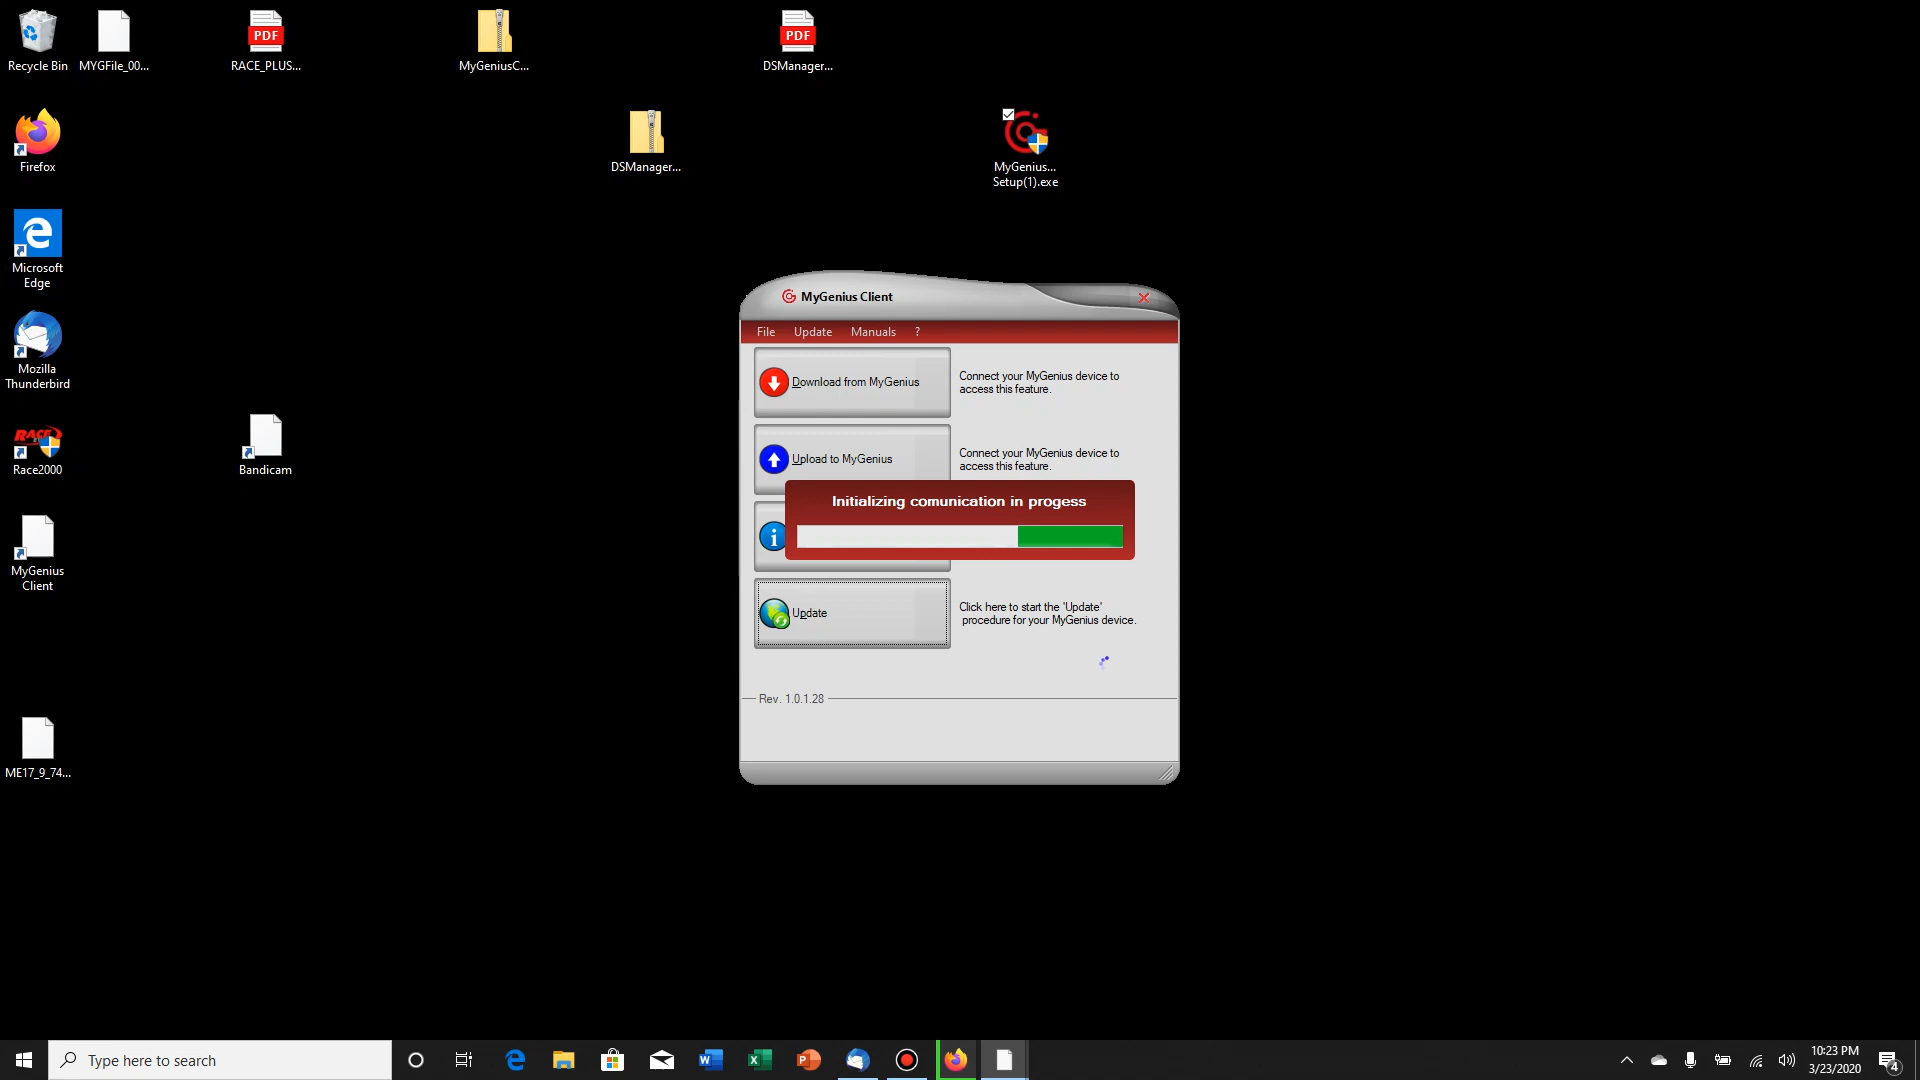 Recycle Bin
MYGFile_00...
PDF
RACE_PLUS...
MyGeniusC...
PDF
DSManager...
Firefox
DSManager...
MyGenius...
Setup(1).exe
Microsoft
Edge
Mozilla
Thunderbird
RACE
Race2000
Bandicam
MyGenius
Client
ME17_9_74...
MyGenius Client
File Update Manuals ?
Download from MyGenius
Connect your MyGenius device to
access this feature.
Upload to MyGenius
Connect your MyGenius device to
access this feature.
Initializing comunication in progess
Update
Click here to start the 'Update'
procedure for your MyGenius device.
Rev. 1.0.1.28
Type here to search
10:23 PM
3/23/2020
4